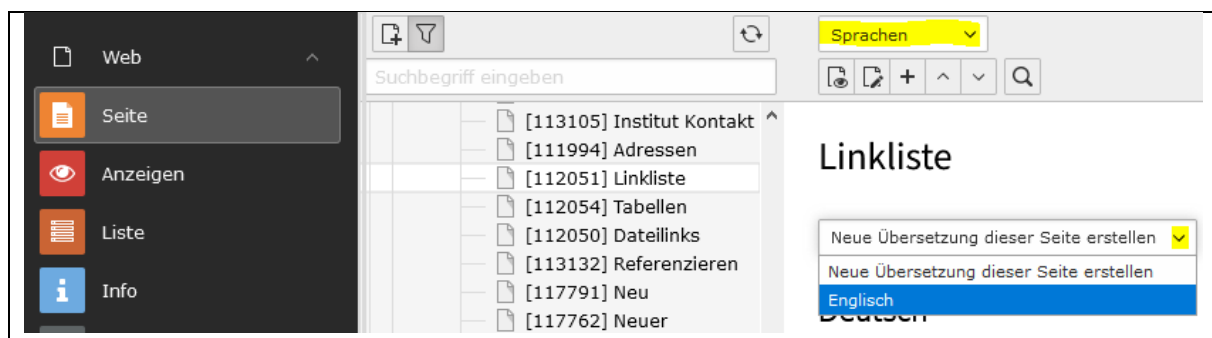 Web
Seite
Anzeigen
Liste
Info
Suchbegriff eingeben
[113105] Institut Kontakt
[111994] Adressen
[112051] Linkliste
[112054] Tabellen
[112050] Dateilinks
[113132] Referenzieren
[117791] Neu
[117762] Neuer
Sprachen
Linkliste
Neue Übersetzung dieser Seite erstellen
Neue Übersetzung dieser Seite erstellen
Englisch
Deutsch